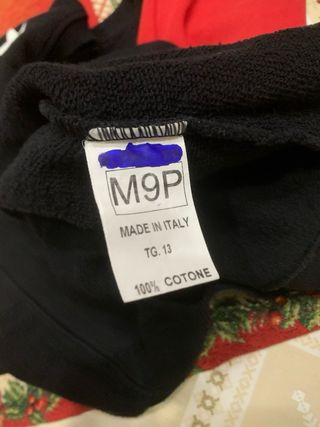 M9P
MADE IN ITALY
TG. 13
100% COTONE